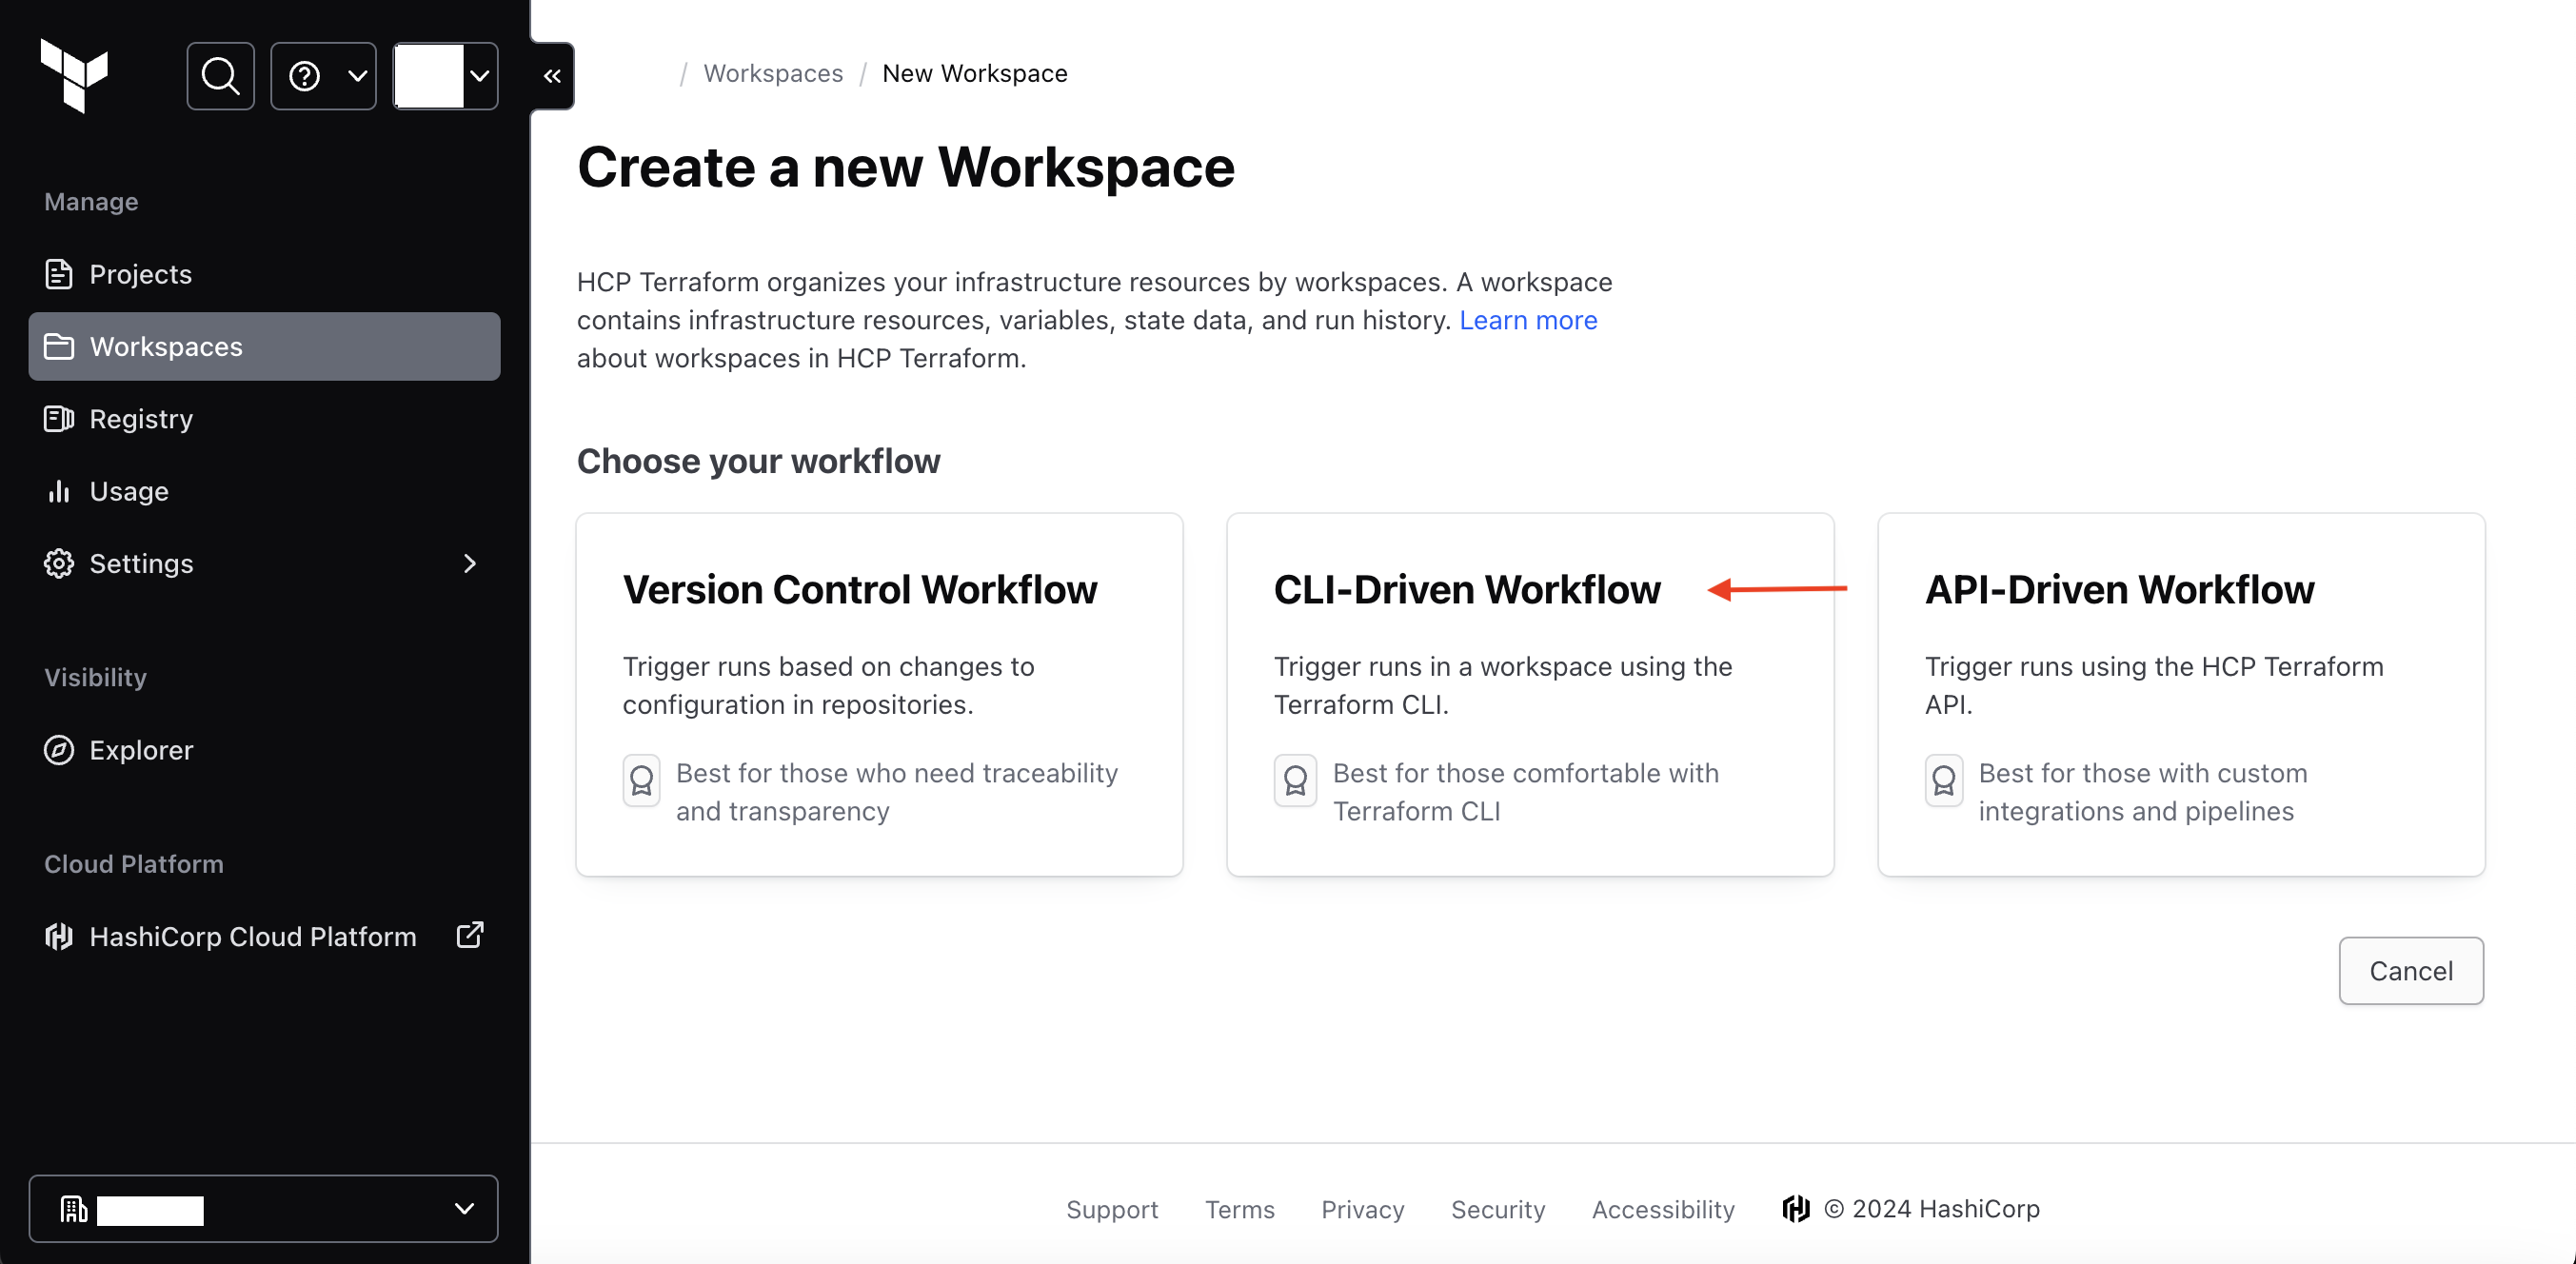 Manage
Projects
Workspaces
Registry
Usage
Settings
Visibility
Explorer
Cloud Platform
HashiCorp Cloud Platform
/ Workspaces / New Workspace
Create a new Workspace
HCP Terraform organizes your infrastructure resources by workspaces. A workspace
contains infrastructure resources, variables, state data, and run history. Learn more
about workspaces in HCP Terraform.
Choose your workflow
Version Control Workflow
Trigger runs based on changes to
configuration in repositories.
Best for those who need traceability
and transparency
CLI-Driven Workflow
Trigger runs in a workspace using the
Terraform CLI.
Best for those comfortable with
Terraform CLI
API-Driven Workflow
Trigger runs using the HCP Terraform
API.
Best for those with custom
integrations and pipelines
Cancel
Support Terms Privacy Security Accessibility © 2024 HashiCorp